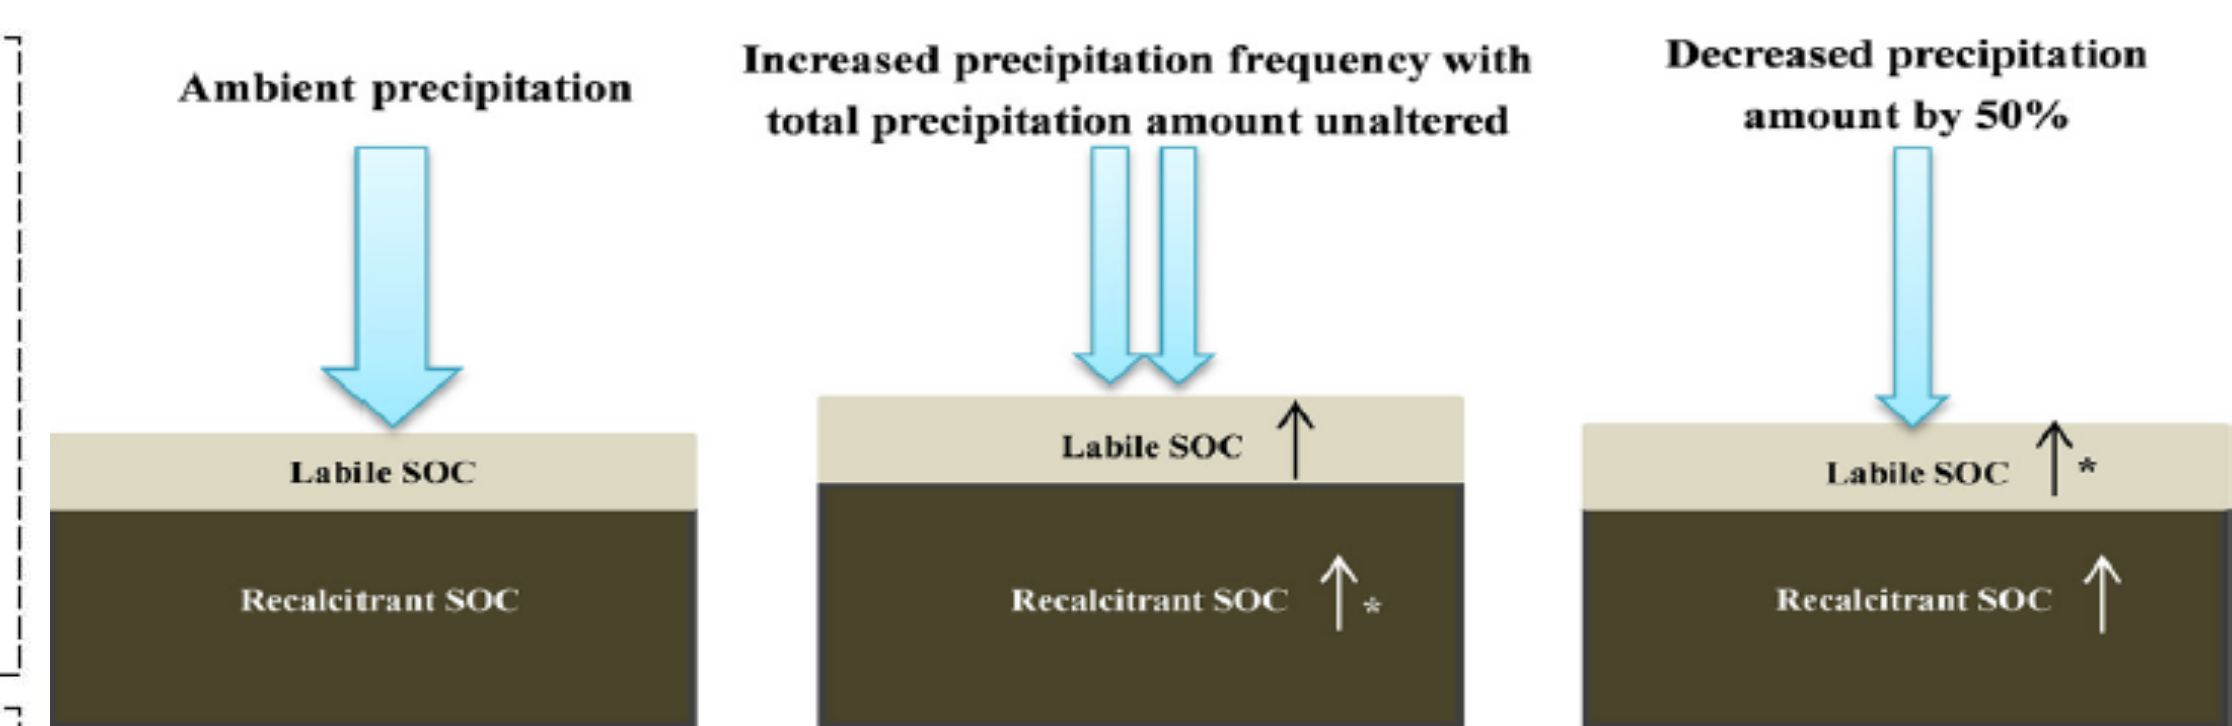 Ambient precipitation
Increased precipitation frequency with
total precipitation amount unaltered
Decreased precipitation
amount by 50%
Labile SOC
Recalcitrant SOC
Labile SOC
Recalcitrant SOC *
Labile SOC *
Recalcitrant SOC